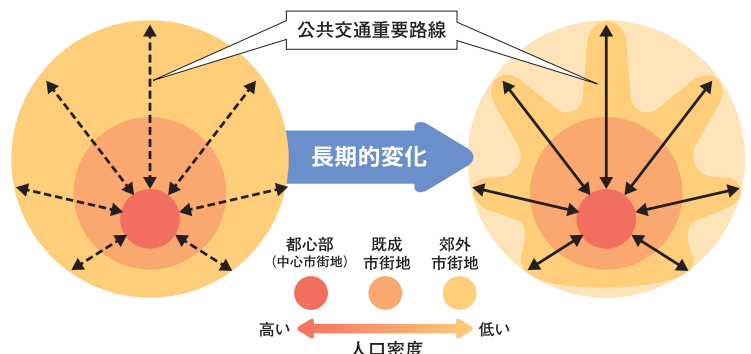 公共交通重要路線
長期的変化
都心部
(中心市街地)
既成
市街地
郊外
市街地
高い
低い
人口密度